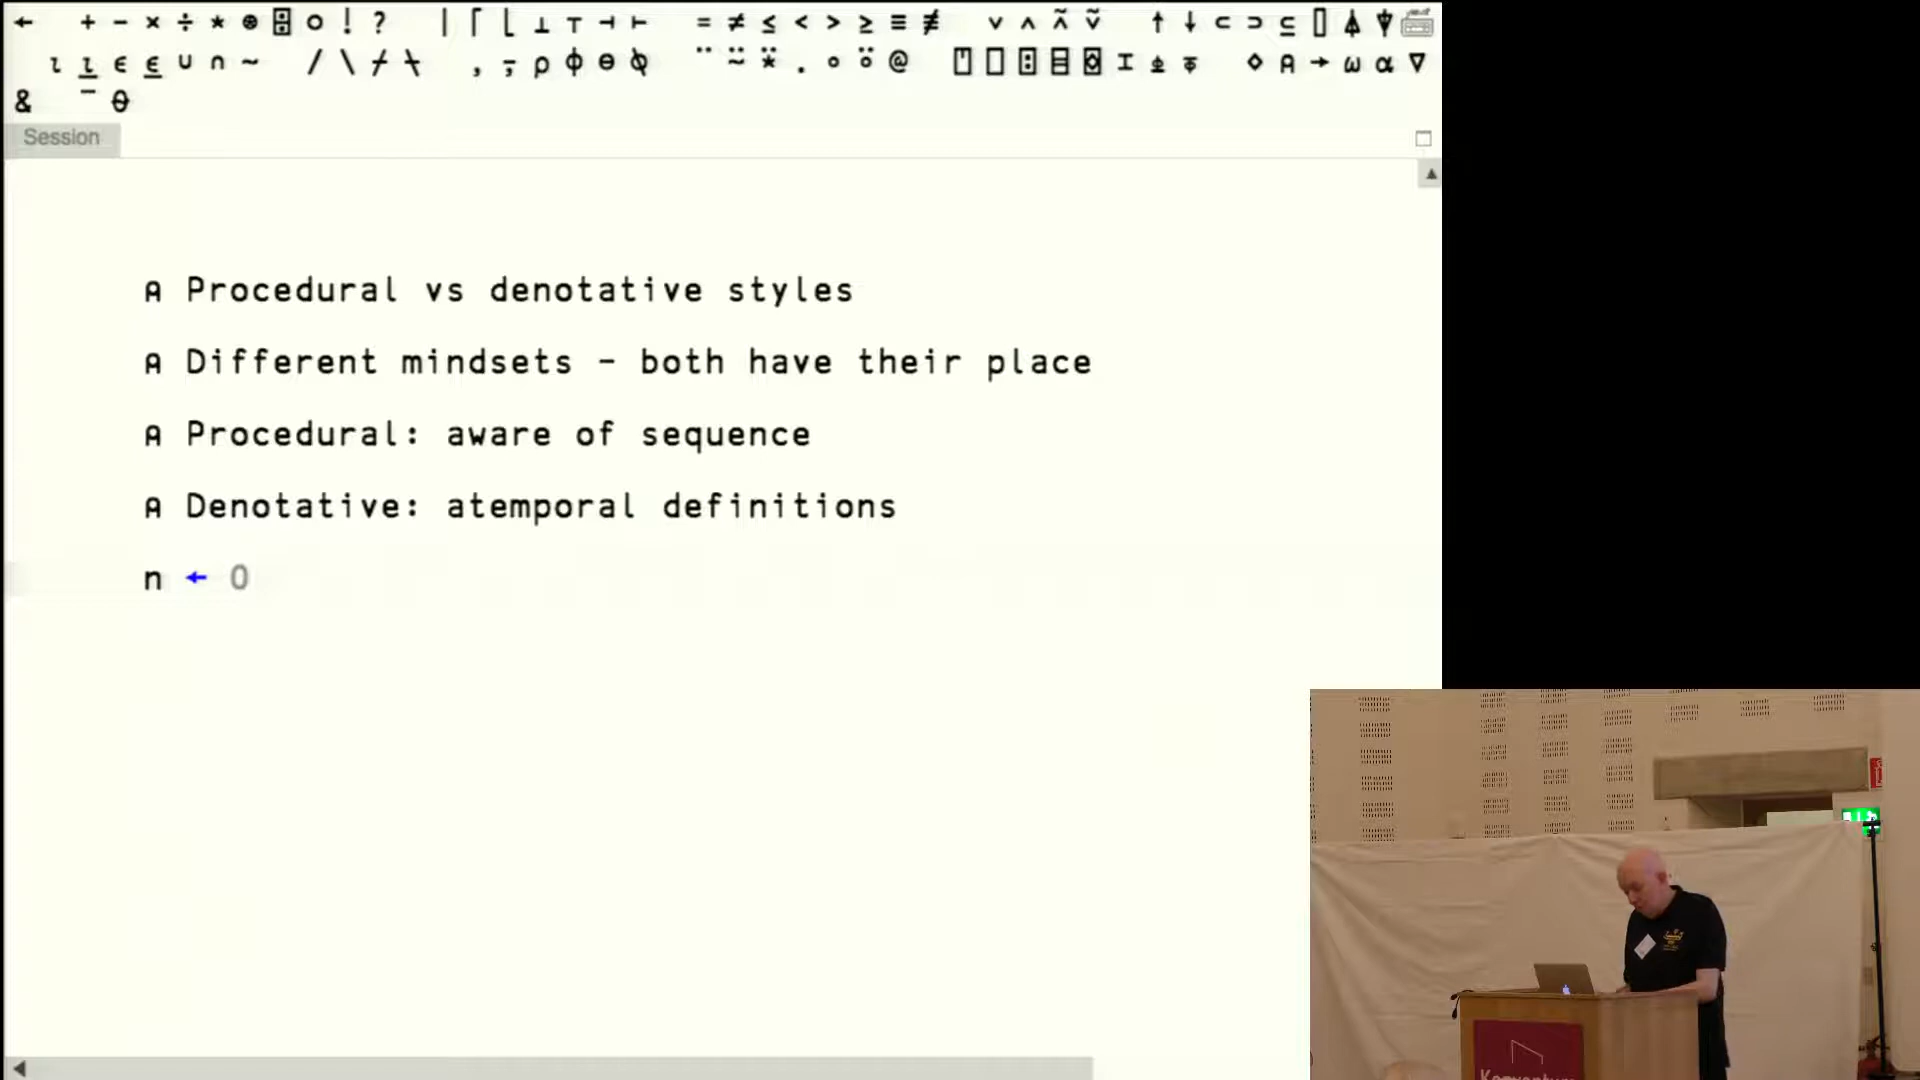 ← + - × ÷ * ⍟ ⌹ ○ ! ? | ⌈ ⌊ ⊥ ⊤ ⊣ ⊢ = ≠ ≤ < > ≥ ≡ ≢ ∨ ∧ ⍲ ⍱ ↑ ↓ ⊂ ⊃ ⊆ ⌷ ⍋ ⍒
⍳ ⍸ ∊ ⍷ ∪ ∩ ~ / \ ⌿ ⍀ , ⍪ ⍴ ⌽ ⊖ ⍉ ¨ ⍨ ⍣ . ∘ ⍤ @ ⍞ ⎕ ⍠ ⌸ ⌺ ⌶ ⍎ ⍕ ⋄ ⍝ → ⍵ ⍺ ∇
& ¯ ⍬
Session
⍝ Procedural vs denotative styles
⍝ Different mindsets - both have their place
⍝ Procedural: aware of sequence
⍝ Denotative: atemporal definitions
n ← 0